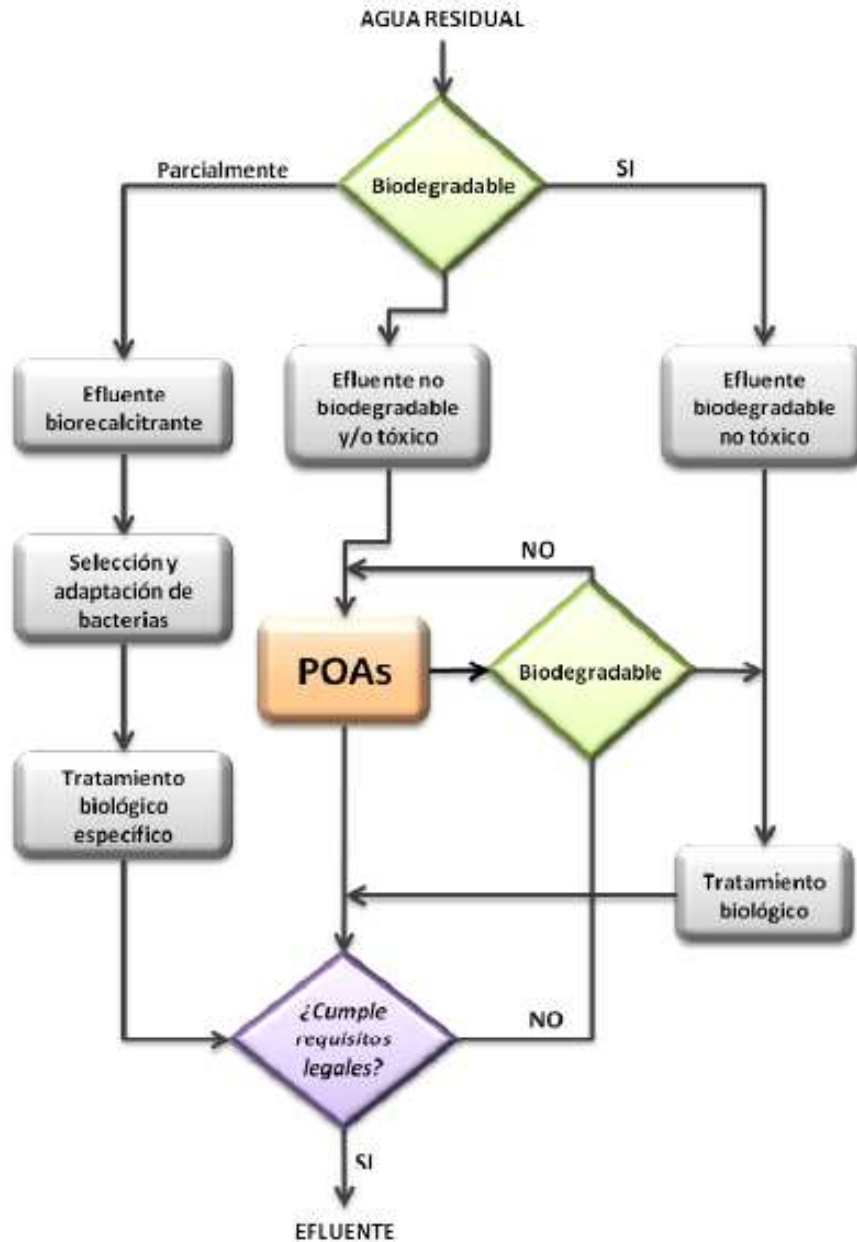 AGUA RESIDUAL
Biodegradable
Parcialmente
SI
Efluente
biorecalcitrante
Efluente no
biodegradable
y/o tóxico
Efluente
biodegradable
no tóxico
Selección y
adaptación de
bacterias
NO
POAs
Biodegradable
Tratamiento
biológico
específico
Tratamiento
biológico
¿Cumple
requisitos
legales?
NO
SI
EFLUENTE